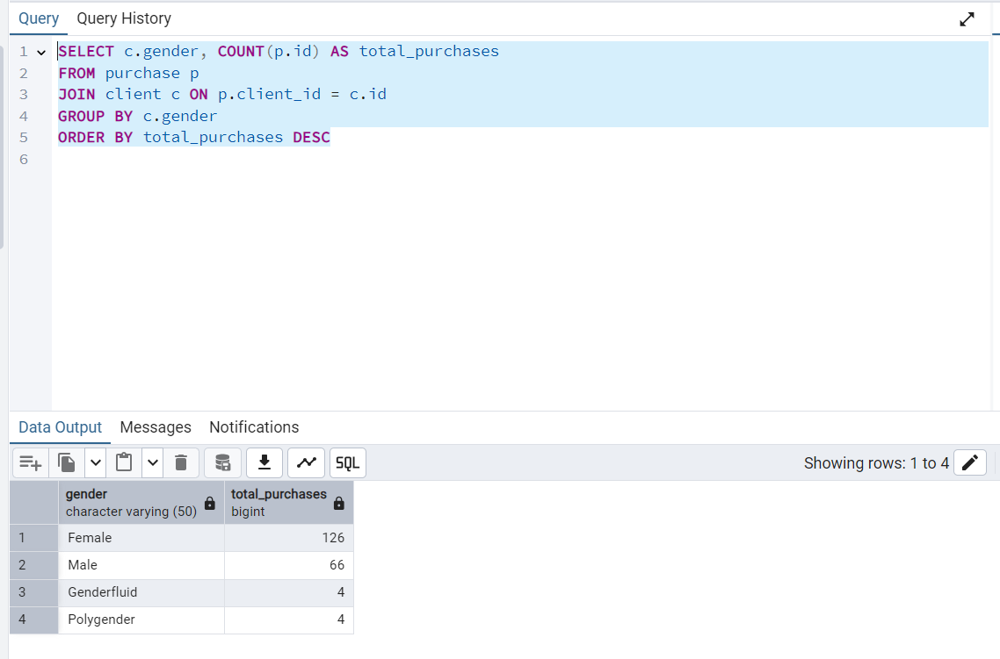 Query Query History
1 SELECT c.gender, COUNT(p.id) AS total_purchases
2 FROM purchase p
3 JOIN client c ON p.client_id = c.id
4 GROUP BY c.gender
5 ORDER BY total_purchases DESC
6
Data Output Messages Notifications
SQL Showing rows: 1 to 4
gender total_purchases
character varying (50) bigint
1 Female 126
2 Male 66
3 Genderfluid 4
4 Polygender 4